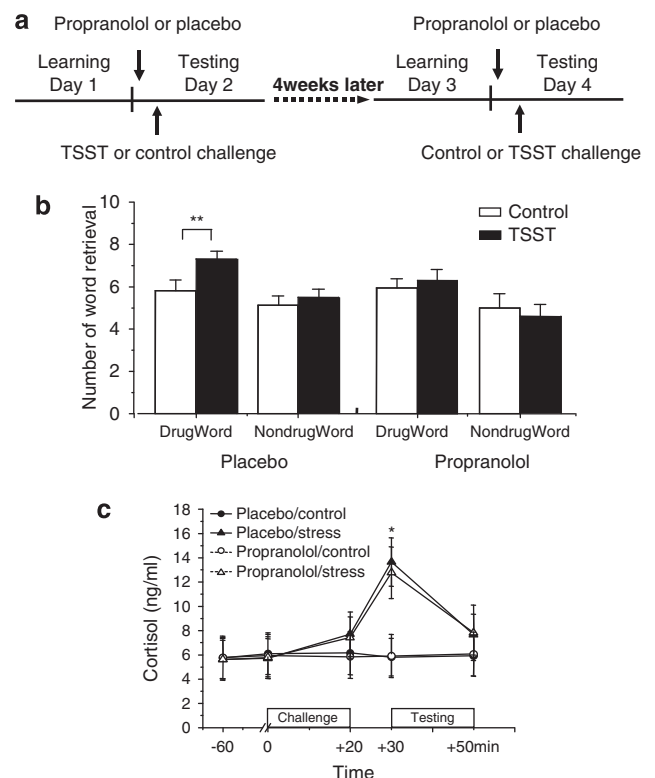 a
Propranolol or placebo
Propranolol or placebo
Learning
Day 1
Testing
Day 2
4weeks later
Learning
Day 3
Testing
Day 4
TSST or control challenge
Control or TSST challenge
b
Number of word retrieval
10
8
6
4
2
0
**
Control
TSST
DrugWord
NondrugWord
DrugWord
NondrugWord
Placebo
Propranolol
c
Cortisol (ng/ml)
18
16
14
12
10
8
6
4
2
0
Placebo/control
Placebo/stress
Propranolol/control
Propranolol/stress
*
Challenge
Testing
-60
0
+20
+30
+50min
Time